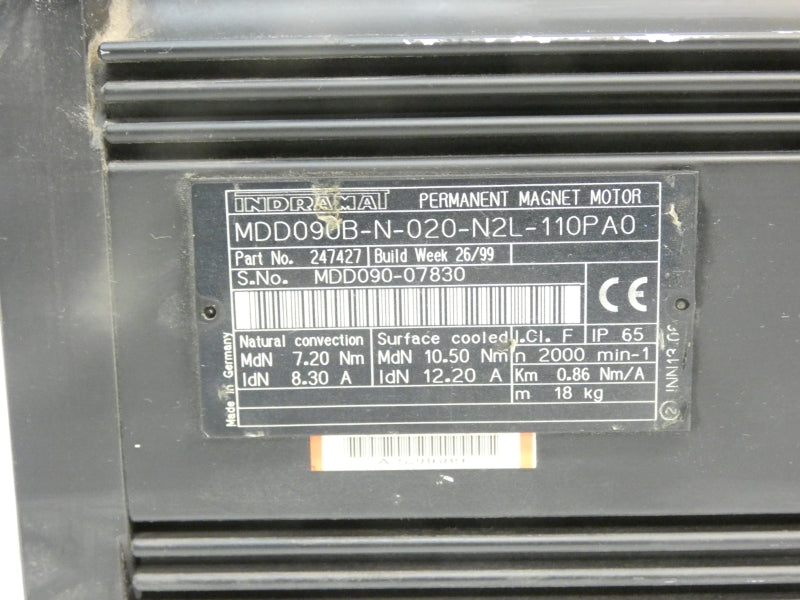 INDRAMAT PERMANENT MAGNET MOTOR
MDD090B-N-020-N2L-110PA0
Part No. 247427 Build Week 26/99
S.No. MDD090-07830
CE
Natural convection
MdN 7.20 Nm
IdN 8.30 A
Surface cooled
MdN 10.50 Nm
IdN 12.20 A
I.Cl. F IP 65
n 2000 min-1
Km 0.86 Nm/A
m 18 kg
Made in Germany